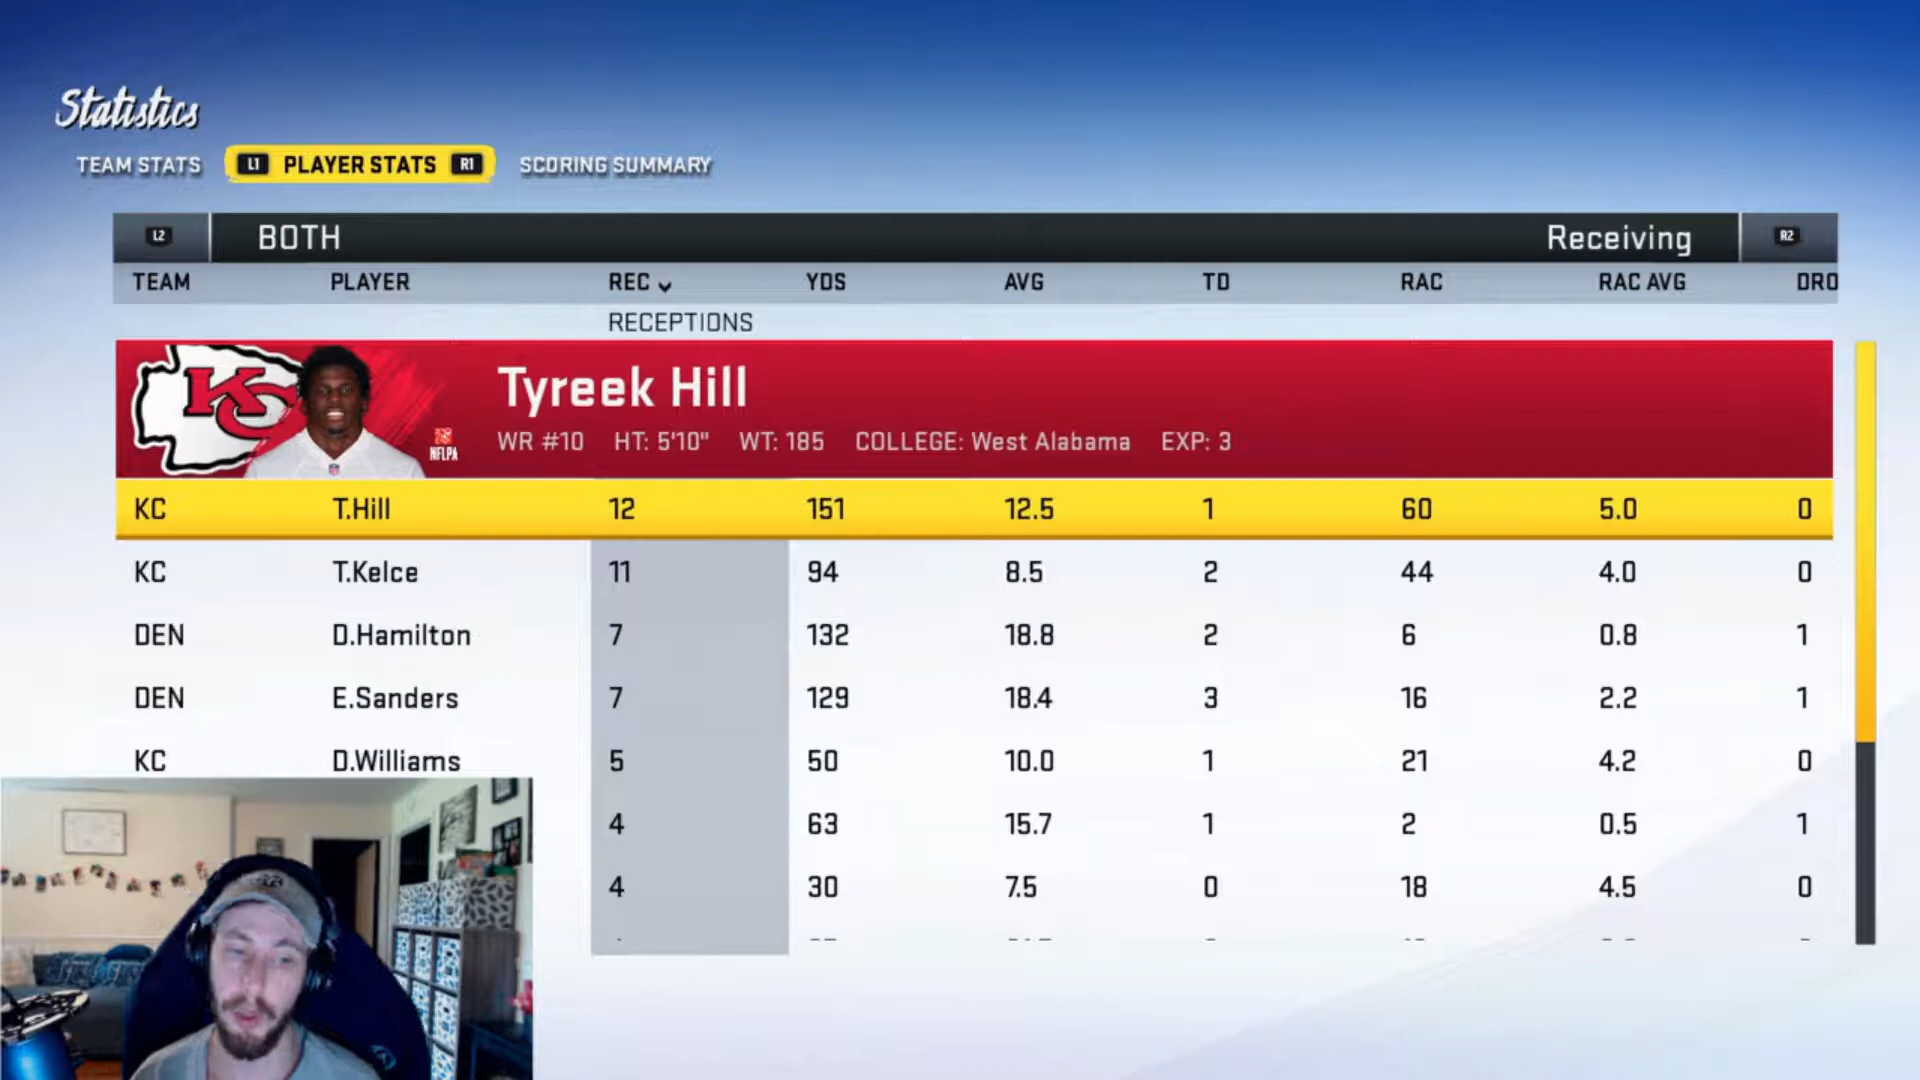 Statistics
TEAM STATS L1 PLAYER STATS R1 SCORING SUMMARY
L2 BOTH Receiving R2
TEAM PLAYER REC YDS AVG TD RAC RAC AVG DRO
RECEPTIONS
KC NFLPA Tyreek Hill
WR #10 HT: 5'10" WT: 185 COLLEGE: West Alabama EXP: 3
KC T.Hill 12 151 12.5 1 60 5.0 0
KC T.Kelce 11 94 8.5 2 44 4.0 0
DEN D.Hamilton 7 132 18.8 2 6 0.8 1
DEN E.Sanders 7 129 18.4 3 16 2.2 1
KC D.Williams 5 50 10.0 1 21 4.2 0
4 63 15.7 1 2 0.5 1
4 30 7.5 0 18 4.5 0